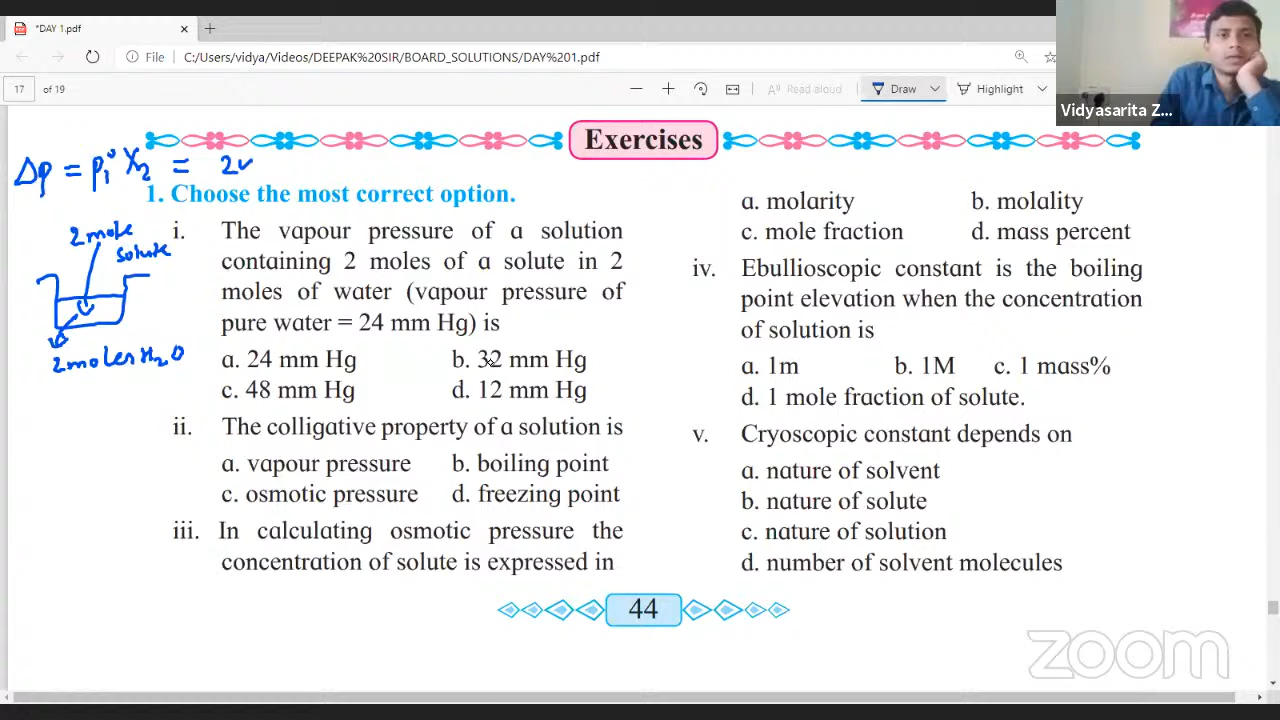 *DAY 1.pdf
File C:/Users/vidya/Videos/DEEPAK%20SIR/BOARD_SOLUTIONS/DAY%201.pdf
17 of 19
Read aloud
Draw
Highlight
Vidyasarita Z...
Exercises
Δp = p₁° X₂ =
1. Choose the most correct option.
2 mole
solute
2 moles H₂O
i. The vapour pressure of a solution
containing 2 moles of a solute in 2
moles of water (vapour pressure of
pure water = 24 mm Hg) is
a. 24 mm Hg b. 32 mm Hg
c. 48 mm Hg d. 12 mm Hg
ii. The colligative property of a solution is
a. vapour pressure b. boiling point
c. osmotic pressure d. freezing point
iii. In calculating osmotic pressure the
concentration of solute is expressed in
a. molarity b. molality
c. mole fraction d. mass percent
iv. Ebullioscopic constant is the boiling
point elevation when the concentration
of solution is
a. 1m b. 1M c. 1 mass%
d. 1 mole fraction of solute.
v. Cryoscopic constant depends on
a. nature of solvent
b. nature of solute
c. nature of solution
d. number of solvent molecules
44
zoom